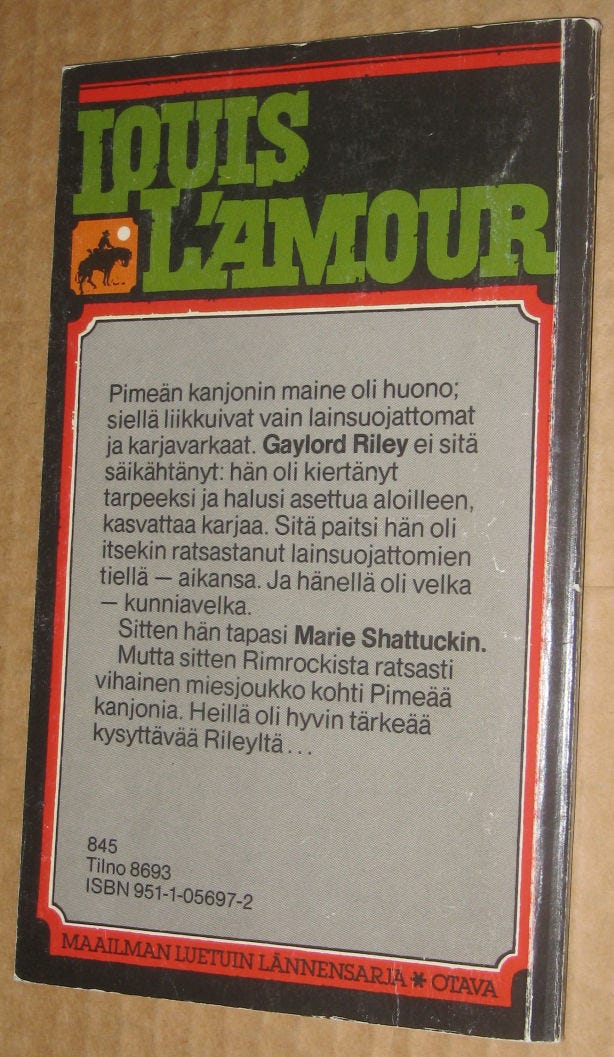 LOUIS
L'AMOUR
Pimeän kanjonin maine oli huono;
siellä liikkuivat vain lainsuojattomat
ja karjavarkaat. Gaylord Riley ei sitä
säikähtänyt: hän oli kiertänyt
tarpeeksi ja halusi asettua aloilleen,
kasvattaa karjaa. Sitä paitsi hän oli
itsekin ratsastanut lainsuojattomien
tiellä — aikansa. Ja hänellä oli velka
— kunniavelka.
Sitten hän tapasi Marie Shattuckin.
Mutta sitten Rimrockista ratsasti
vihainen miesjoukko kohti Pimeää
kanjonia. Heillä oli hyvin tärkeää
kysyttävää Rileyltä...
845
Tilno 8693
ISBN 951-1-05697-2
MAAILMAN LUETUIN LÄNNENSARJA * OTAVA